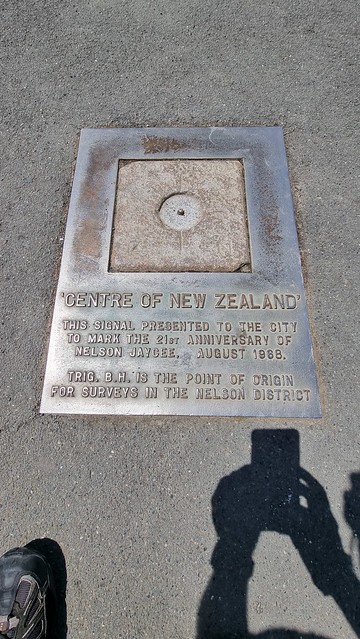 'CENTRE OF NEW ZEALAND'
THIS SIGNAL PRESENTED TO THE CITY
TO MARK THE 21ST ANNIVERSARY OF
NELSON JAYCEE, AUGUST 1968.
TRIG. B.H. IS THE POINT OF ORIGIN
FOR SURVEYS IN THE NELSON DISTRICT